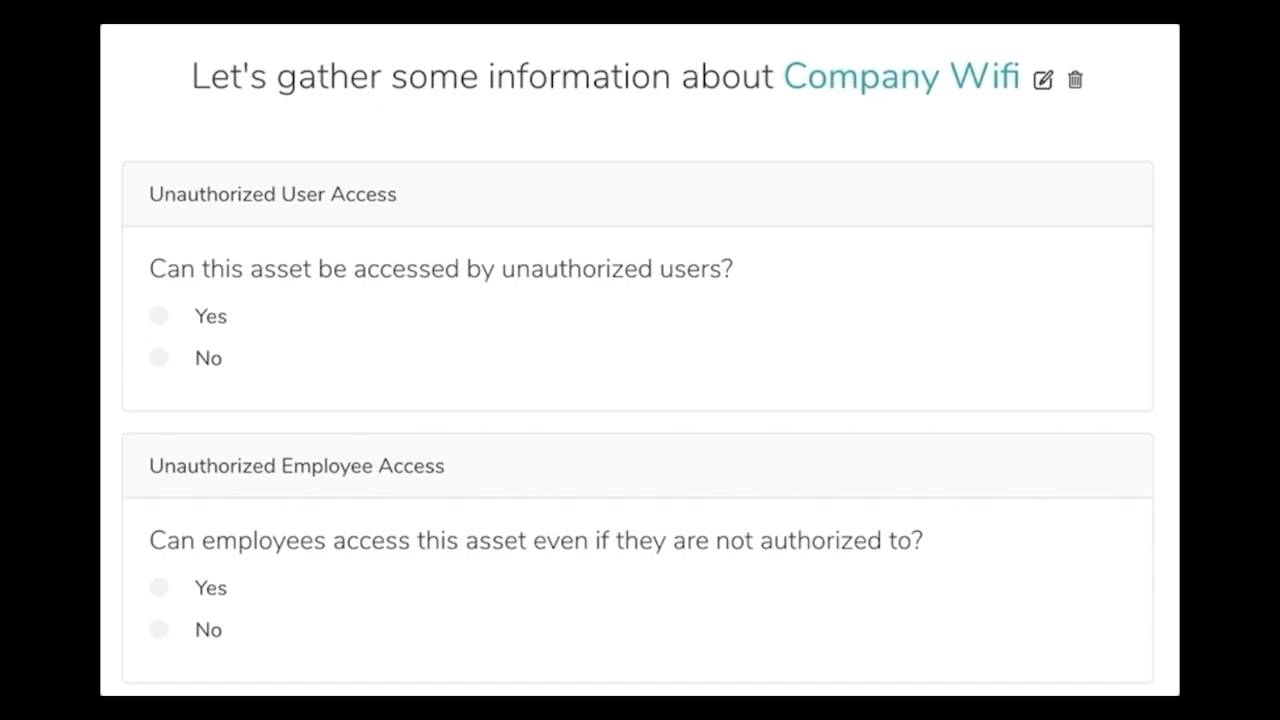 Let's gather some information about Company Wifi
Unauthorized User Access
Can this asset be accessed by unauthorized users?
Yes
No
Unauthorized Employee Access
Can employees access this asset even if they are not authorized to?
Yes
No